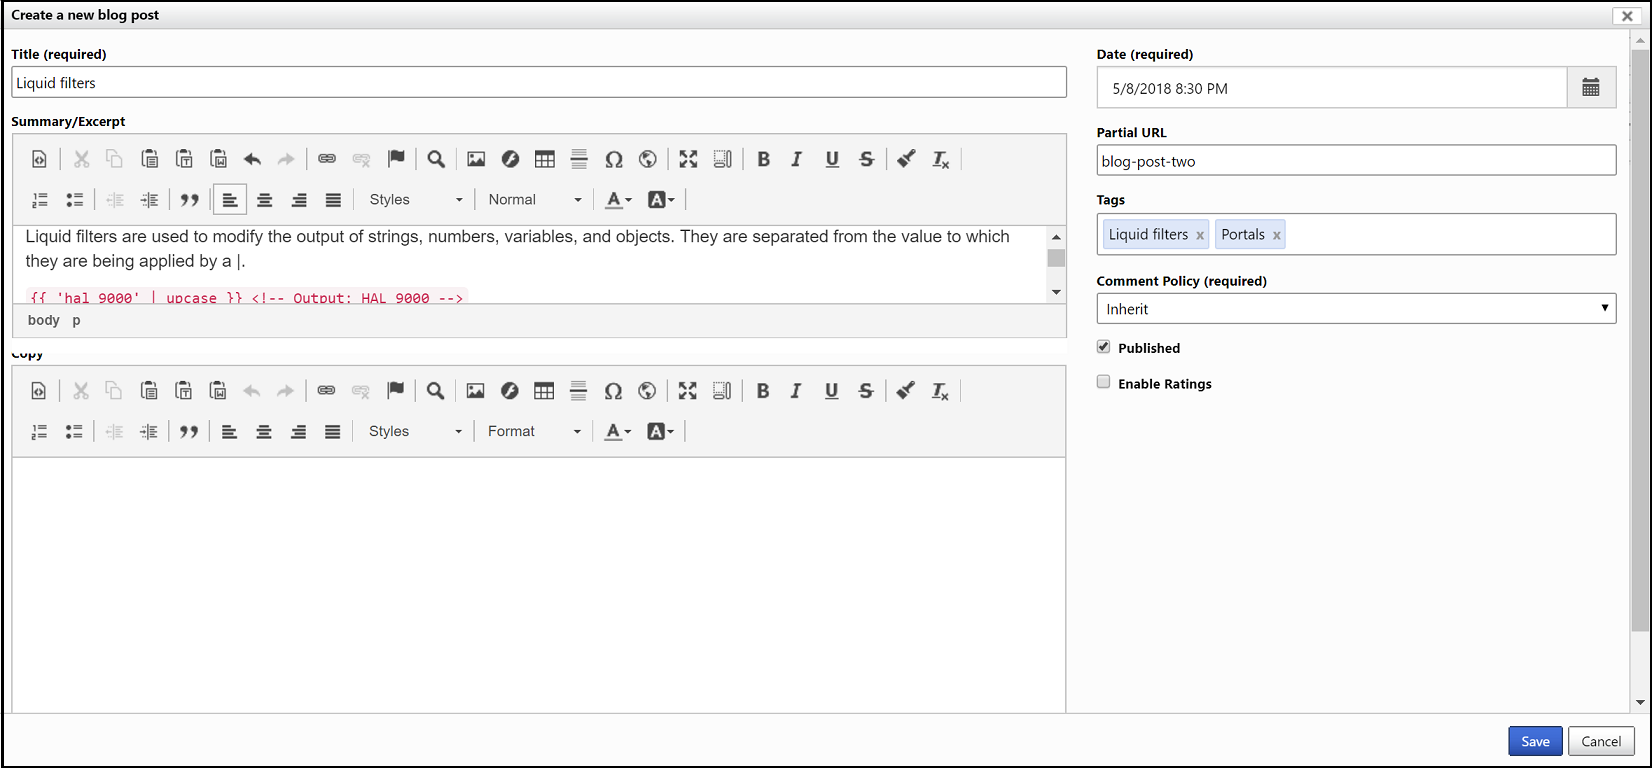 Create a new blog post
Title (required)
Liquid filters
Summary/Excerpt
Styles Normal
Liquid filters are used to modify the output of strings, numbers, variables, and objects. They are separated from the value to which
they are being applied by a |.
{{ 'hal 9000' | upcase }} <!-- Output: HAL 9000 -->
body p
Copy
Styles Format
Date (required)
5/8/2018 8:30 PM
Partial URL
blog-post-two
Tags
Liquid filters x Portals x
Comment Policy (required)
Inherit
Published
Enable Ratings
Save Cancel